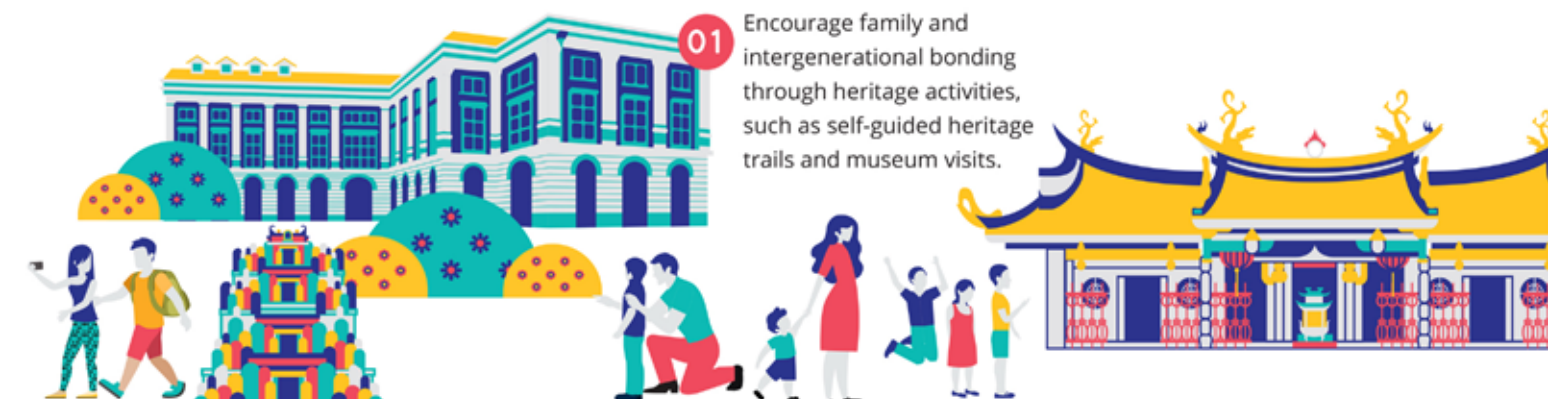 01
Encourage family and
intergenerational bonding
through heritage activities,
such as self-guided heritage
trails and museum visits.